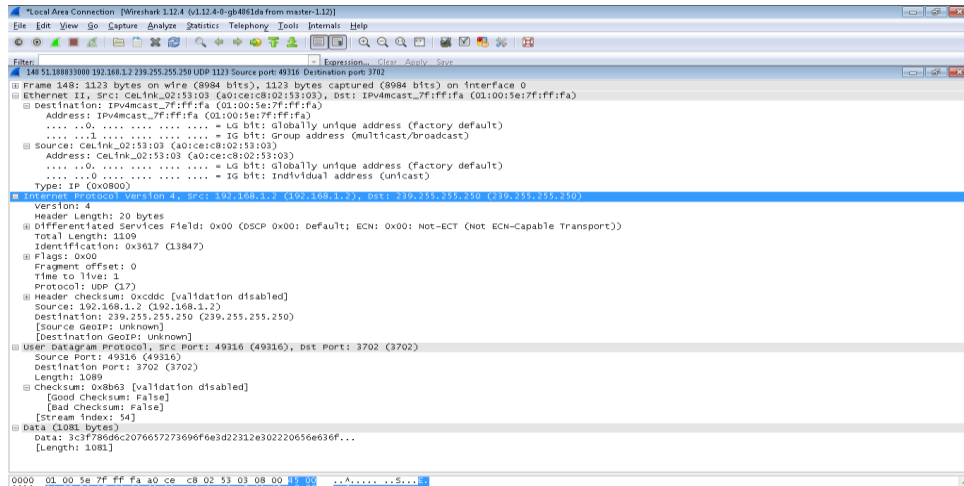 *Local Area Connection [Wireshark 1.12.4 (v1.12.4-0-gb4861da from master-1.12)]
File Edit View Go Capture Analyze Statistics Telephony Tools Internals Help
Filter: Expression... Clear Apply Save
148 51.188833000 192.168.1.2 239.255.255.250 UDP 1123 Source port: 49316 Destination port: 3702
Frame 148: 1123 bytes on wire (8984 bits), 1123 bytes captured (8984 bits) on interface 0
Ethernet II, Src: CeLink_02:53:03 (a0:ce:c8:02:53:03), Dst: IPv4mcast_7f:ff:fa (01:00:5e:7f:ff:fa)
Destination: IPv4mcast_7f:ff:fa (01:00:5e:7f:ff:fa)
Address: IPv4mcast_7f:ff:fa (01:00:5e:7f:ff:fa)
.... ..0. .... .... .... .... = LG bit: Globally unique address (factory default)
.... ...1 .... .... .... .... = IG bit: Group address (multicast/broadcast)
Source: CeLink_02:53:03 (a0:ce:c8:02:53:03)
Address: CeLink_02:53:03 (a0:ce:c8:02:53:03)
.... ..0. .... .... .... .... = LG bit: Globally unique address (factory default)
.... ...0 .... .... .... .... = IG bit: Individual address (unicast)
Type: IP (0x0800)
Internet Protocol Version 4, Src: 192.168.1.2 (192.168.1.2), Dst: 239.255.255.250 (239.255.255.250)
Version: 4
Header Length: 20 bytes
Differentiated Services Field: 0x00 (DSCP 0x00: Default; ECN: 0x00: Not-ECT (Not ECN-Capable Transport))
Total Length: 1109
Identification: 0x3617 (13847)
Flags: 0x00
Fragment offset: 0
Time to live: 1
Protocol: UDP (17)
Header checksum: 0xcddc [validation disabled]
Source: 192.168.1.2 (192.168.1.2)
Destination: 239.255.255.250 (239.255.255.250)
[Source GeoIP: Unknown]
[Destination GeoIP: Unknown]
User Datagram Protocol, Src Port: 49316 (49316), Dst Port: 3702 (3702)
Source Port: 49316 (49316)
Destination Port: 3702 (3702)
Length: 1089
Checksum: 0x8b63 [validation disabled]
[Good Checksum: False]
[Bad Checksum: False]
[Stream index: 54]
Data (1081 bytes)
Data: 3c3f786d6c2076657273696f6e3d22312e302220656e636f...
[Length: 1081]
0000 01 00 5e 7f ff fa a0 ce c8 02 53 03 08 00 45 00 ..^..... ..S...E.